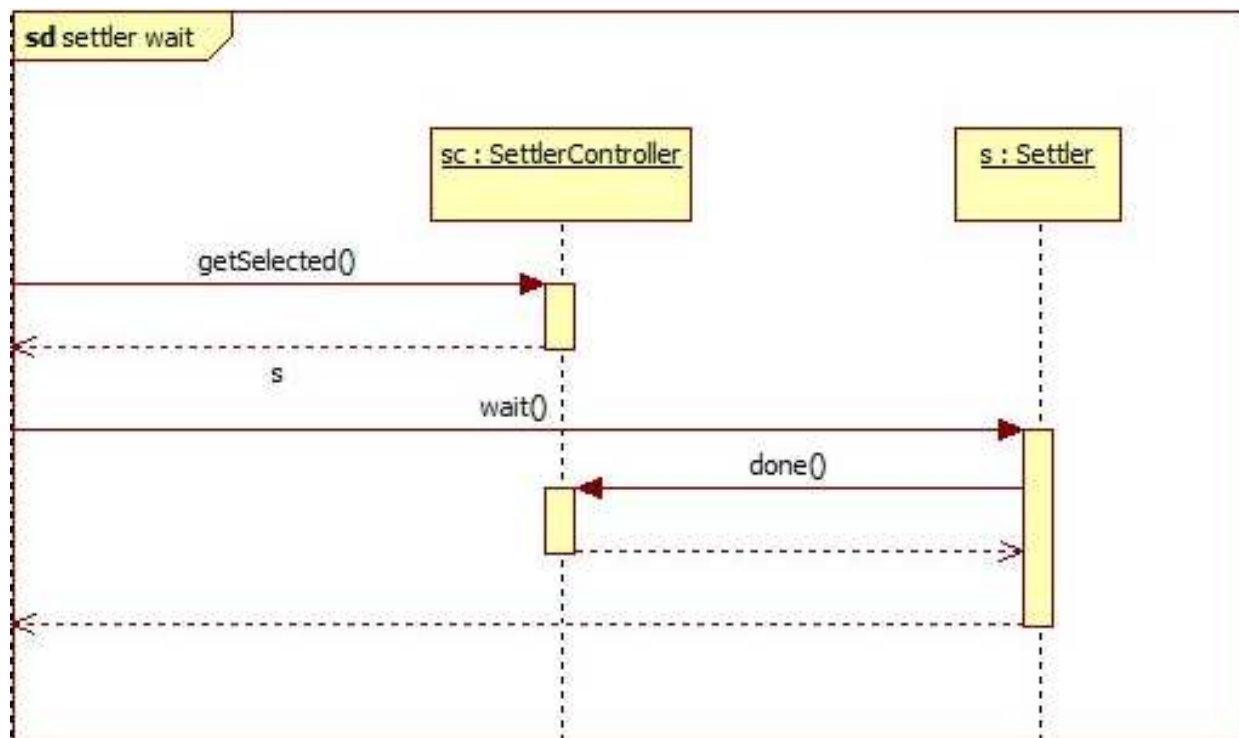 sd settler wait
sc : SettlerController
s : Settler
getSelected()
s
wait()
done()